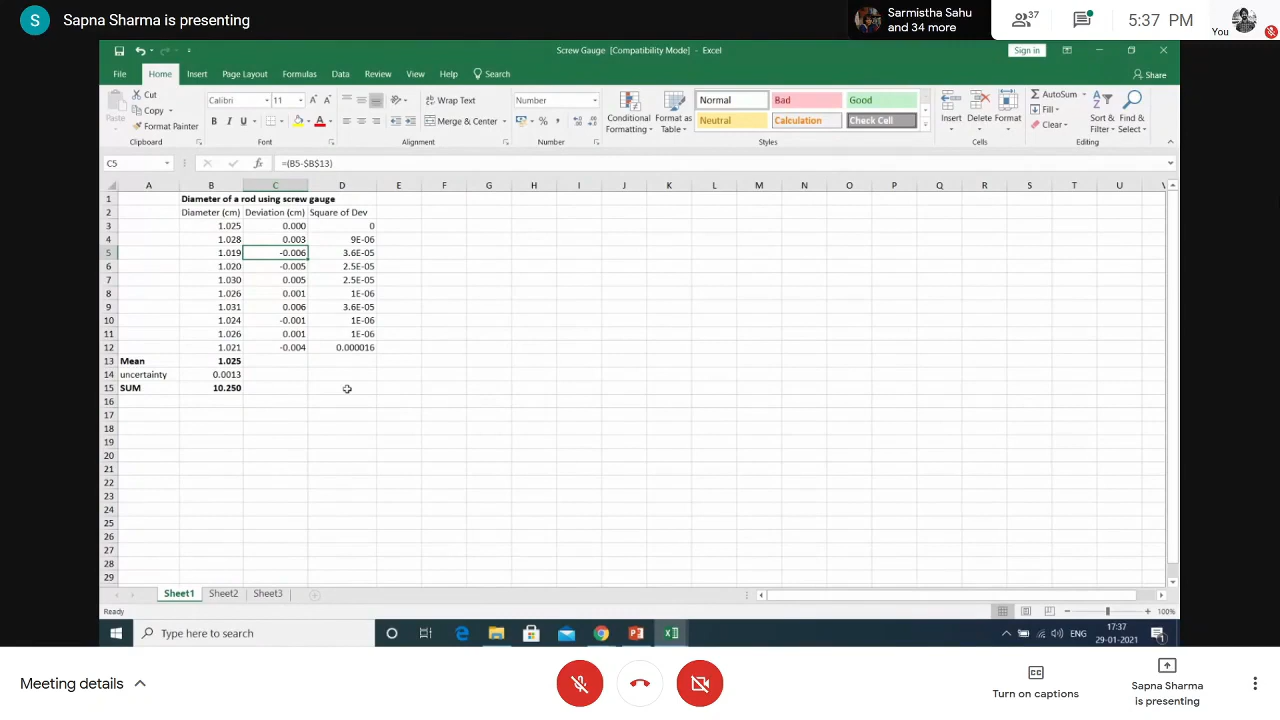 S Sapna Sharma is presenting
Sarmistha Sahu
and 34 more
37
5:37 PM
You
Screw Gauge [Compatibility Mode] - Excel
Sign in
File Home Insert Page Layout Formulas Data Review View Help Search
Share
Paste
Cut
Copy
Format Painter
Clipboard
Calibri 11
B I U
Font
Wrap Text
Merge & Center
Alignment
Number
%
Number
Conditional Formatting
Format as Table
Normal Bad Good
Neutral Calculation Check Cell
Styles
Insert Delete Format
Cells
AutoSum
Fill
Clear
Sort & Filter
Find & Select
Editing
C5 fx =(B5-$B$13)
A B C D E F G H I J K L M N O P Q R S T U V
1 Diameter of a rod using screw gauge
2 Diameter (cm) Deviation (cm) Square of Dev
3 1.025 0.000 0
4 1.028 0.003 9E-06
5 1.019 -0.006 3.6E-05
6 1.020 -0.005 2.5E-05
7 1.030 0.005 2.5E-05
8 1.026 0.001 1E-06
9 1.031 0.006 3.6E-05
10 1.024 -0.001 1E-06
11 1.026 0.001 1E-06
12 1.021 -0.004 0.000016
13 Mean 1.025
14 uncertainty 0.0013
15 SUM 10.250
16
17
18
19
20
21
22
23
24
25
26
27
28
29
Sheet1 Sheet2 Sheet3
Ready
100%
Type here to search
ENG
17:37
29-01-2021
1
Meeting details
CC
Turn on captions
Sapna Sharma
is presenting